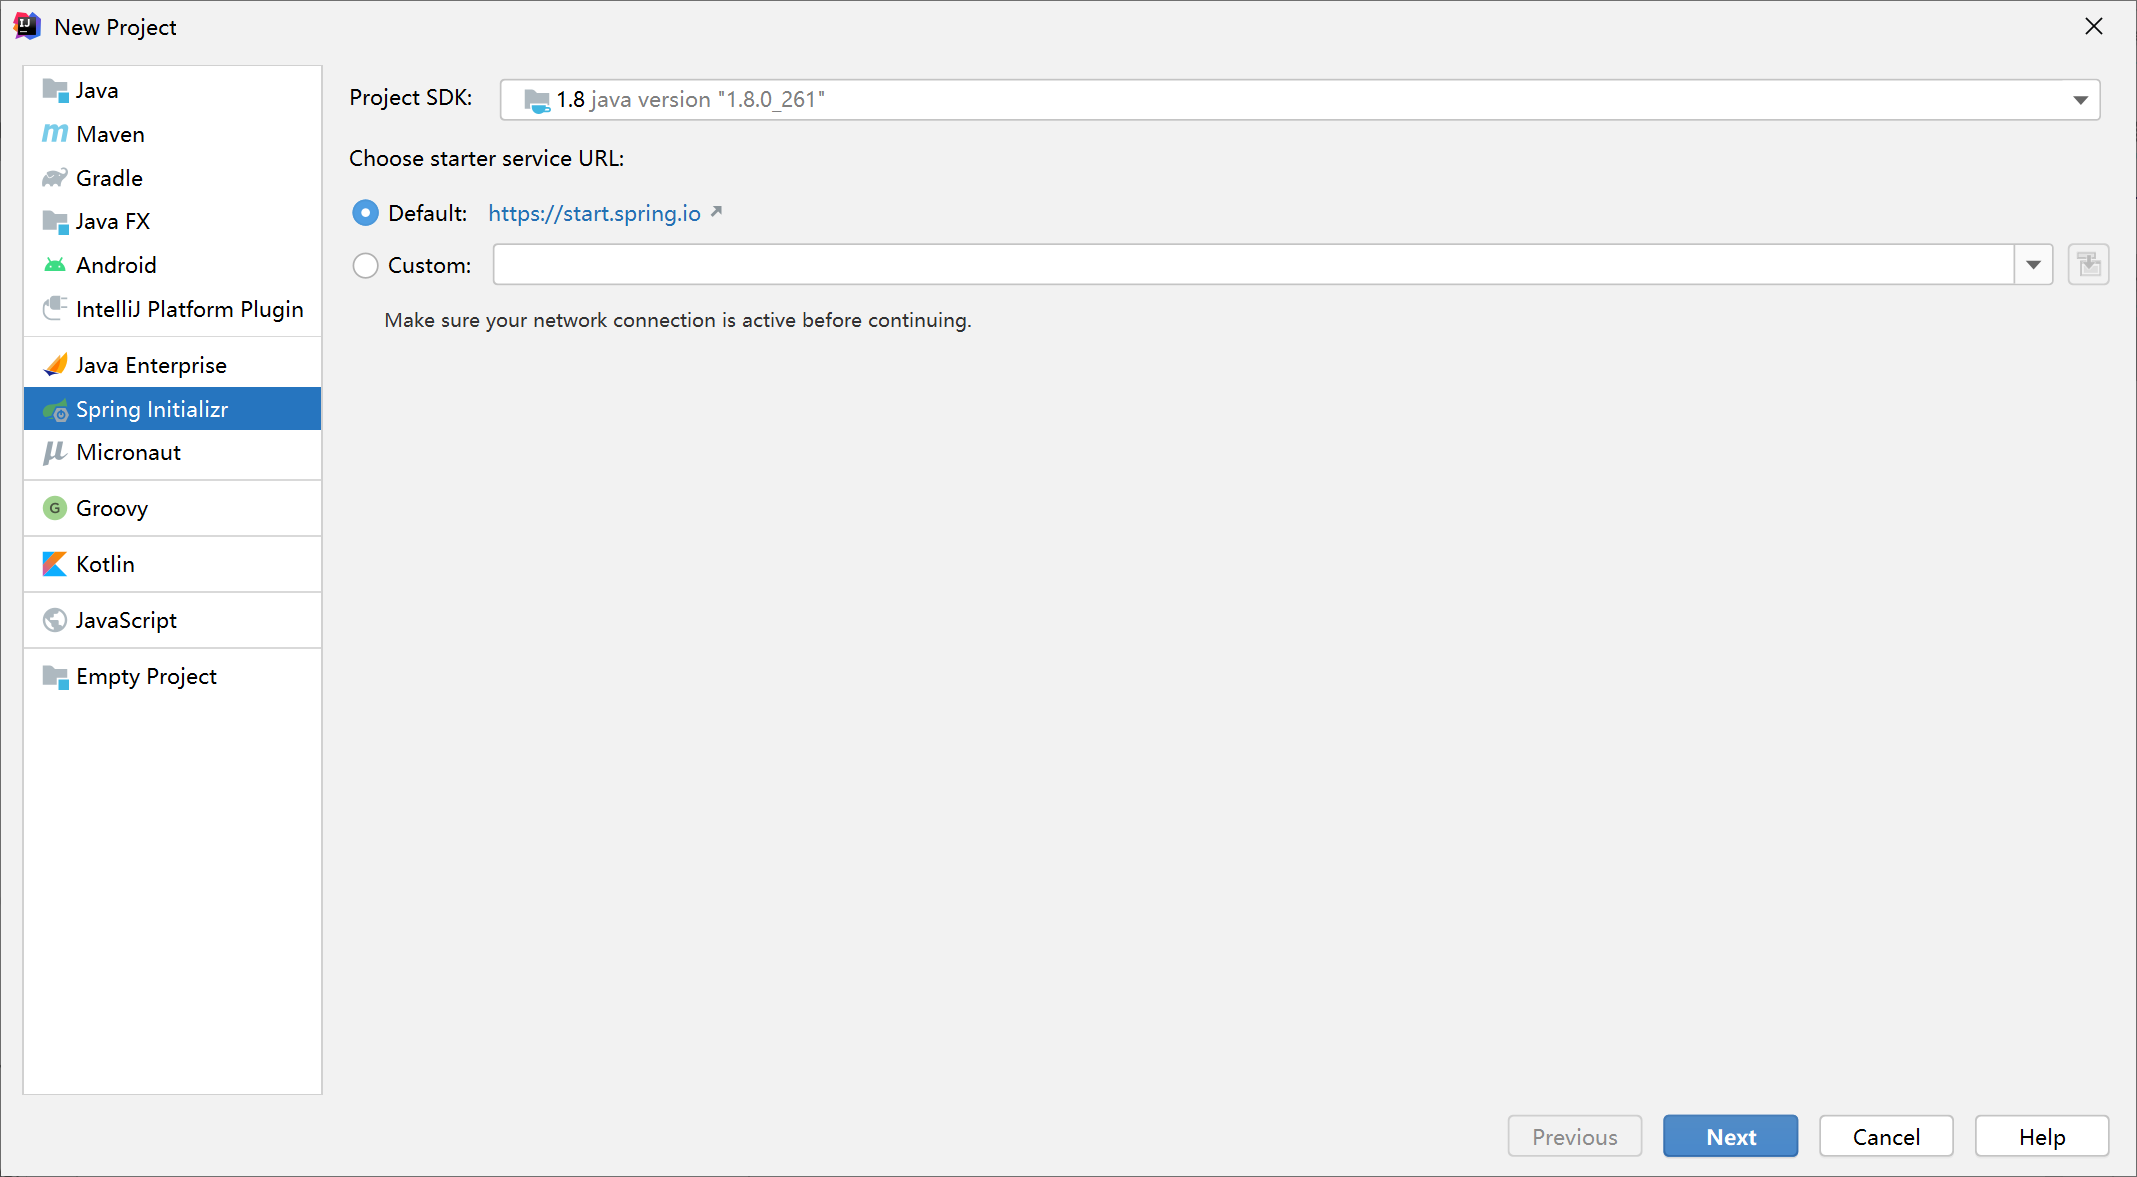 New Project
Java
Maven
Gradle
Java FX
Android
IntelliJ Platform Plugin
Java Enterprise
Spring Initializr
Micronaut
Groovy
Kotlin
JavaScript
Empty Project
Project SDK: 1.8 java version "1.8.0_261"
Choose starter service URL:
Default: https://start.spring.io
Custom:
Make sure your network connection is active before continuing.
Previous Next Cancel Help